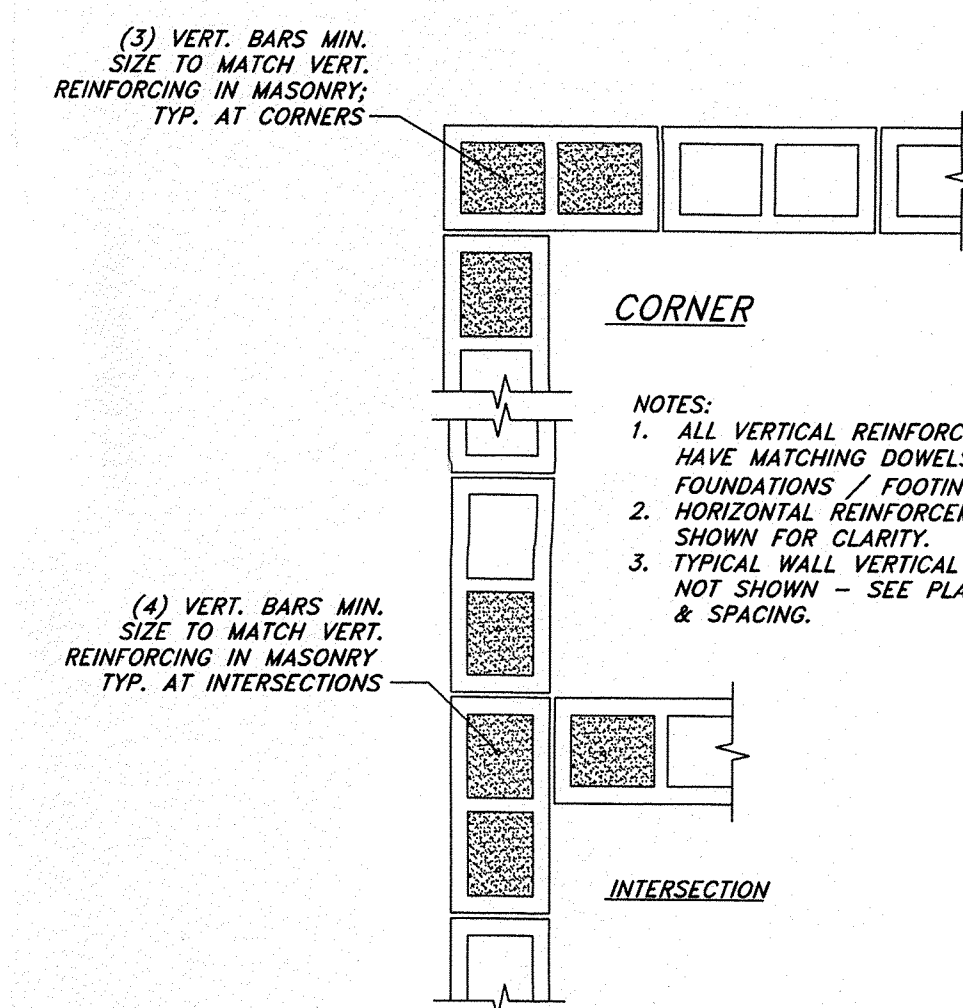 (3) VERT. BARS MIN.
SIZE TO MATCH VERT.
REINFORCING IN MASONRY;
TYP. AT CORNERS
CORNER
NOTES:
1. ALL VERTICAL REINFORC
HAVE MATCHING DOWELS
FOUNDATIONS / FOOTIN
2. HORIZONTAL REINFORCE
SHOWN FOR CLARITY.
3. TYPICAL WALL VERTICAL
NOT SHOWN – SEE PLA
& SPACING.
(4) VERT. BARS MIN.
SIZE TO MATCH VERT.
REINFORCING IN MASONRY
TYP. AT INTERSECTIONS
INTERSECTION